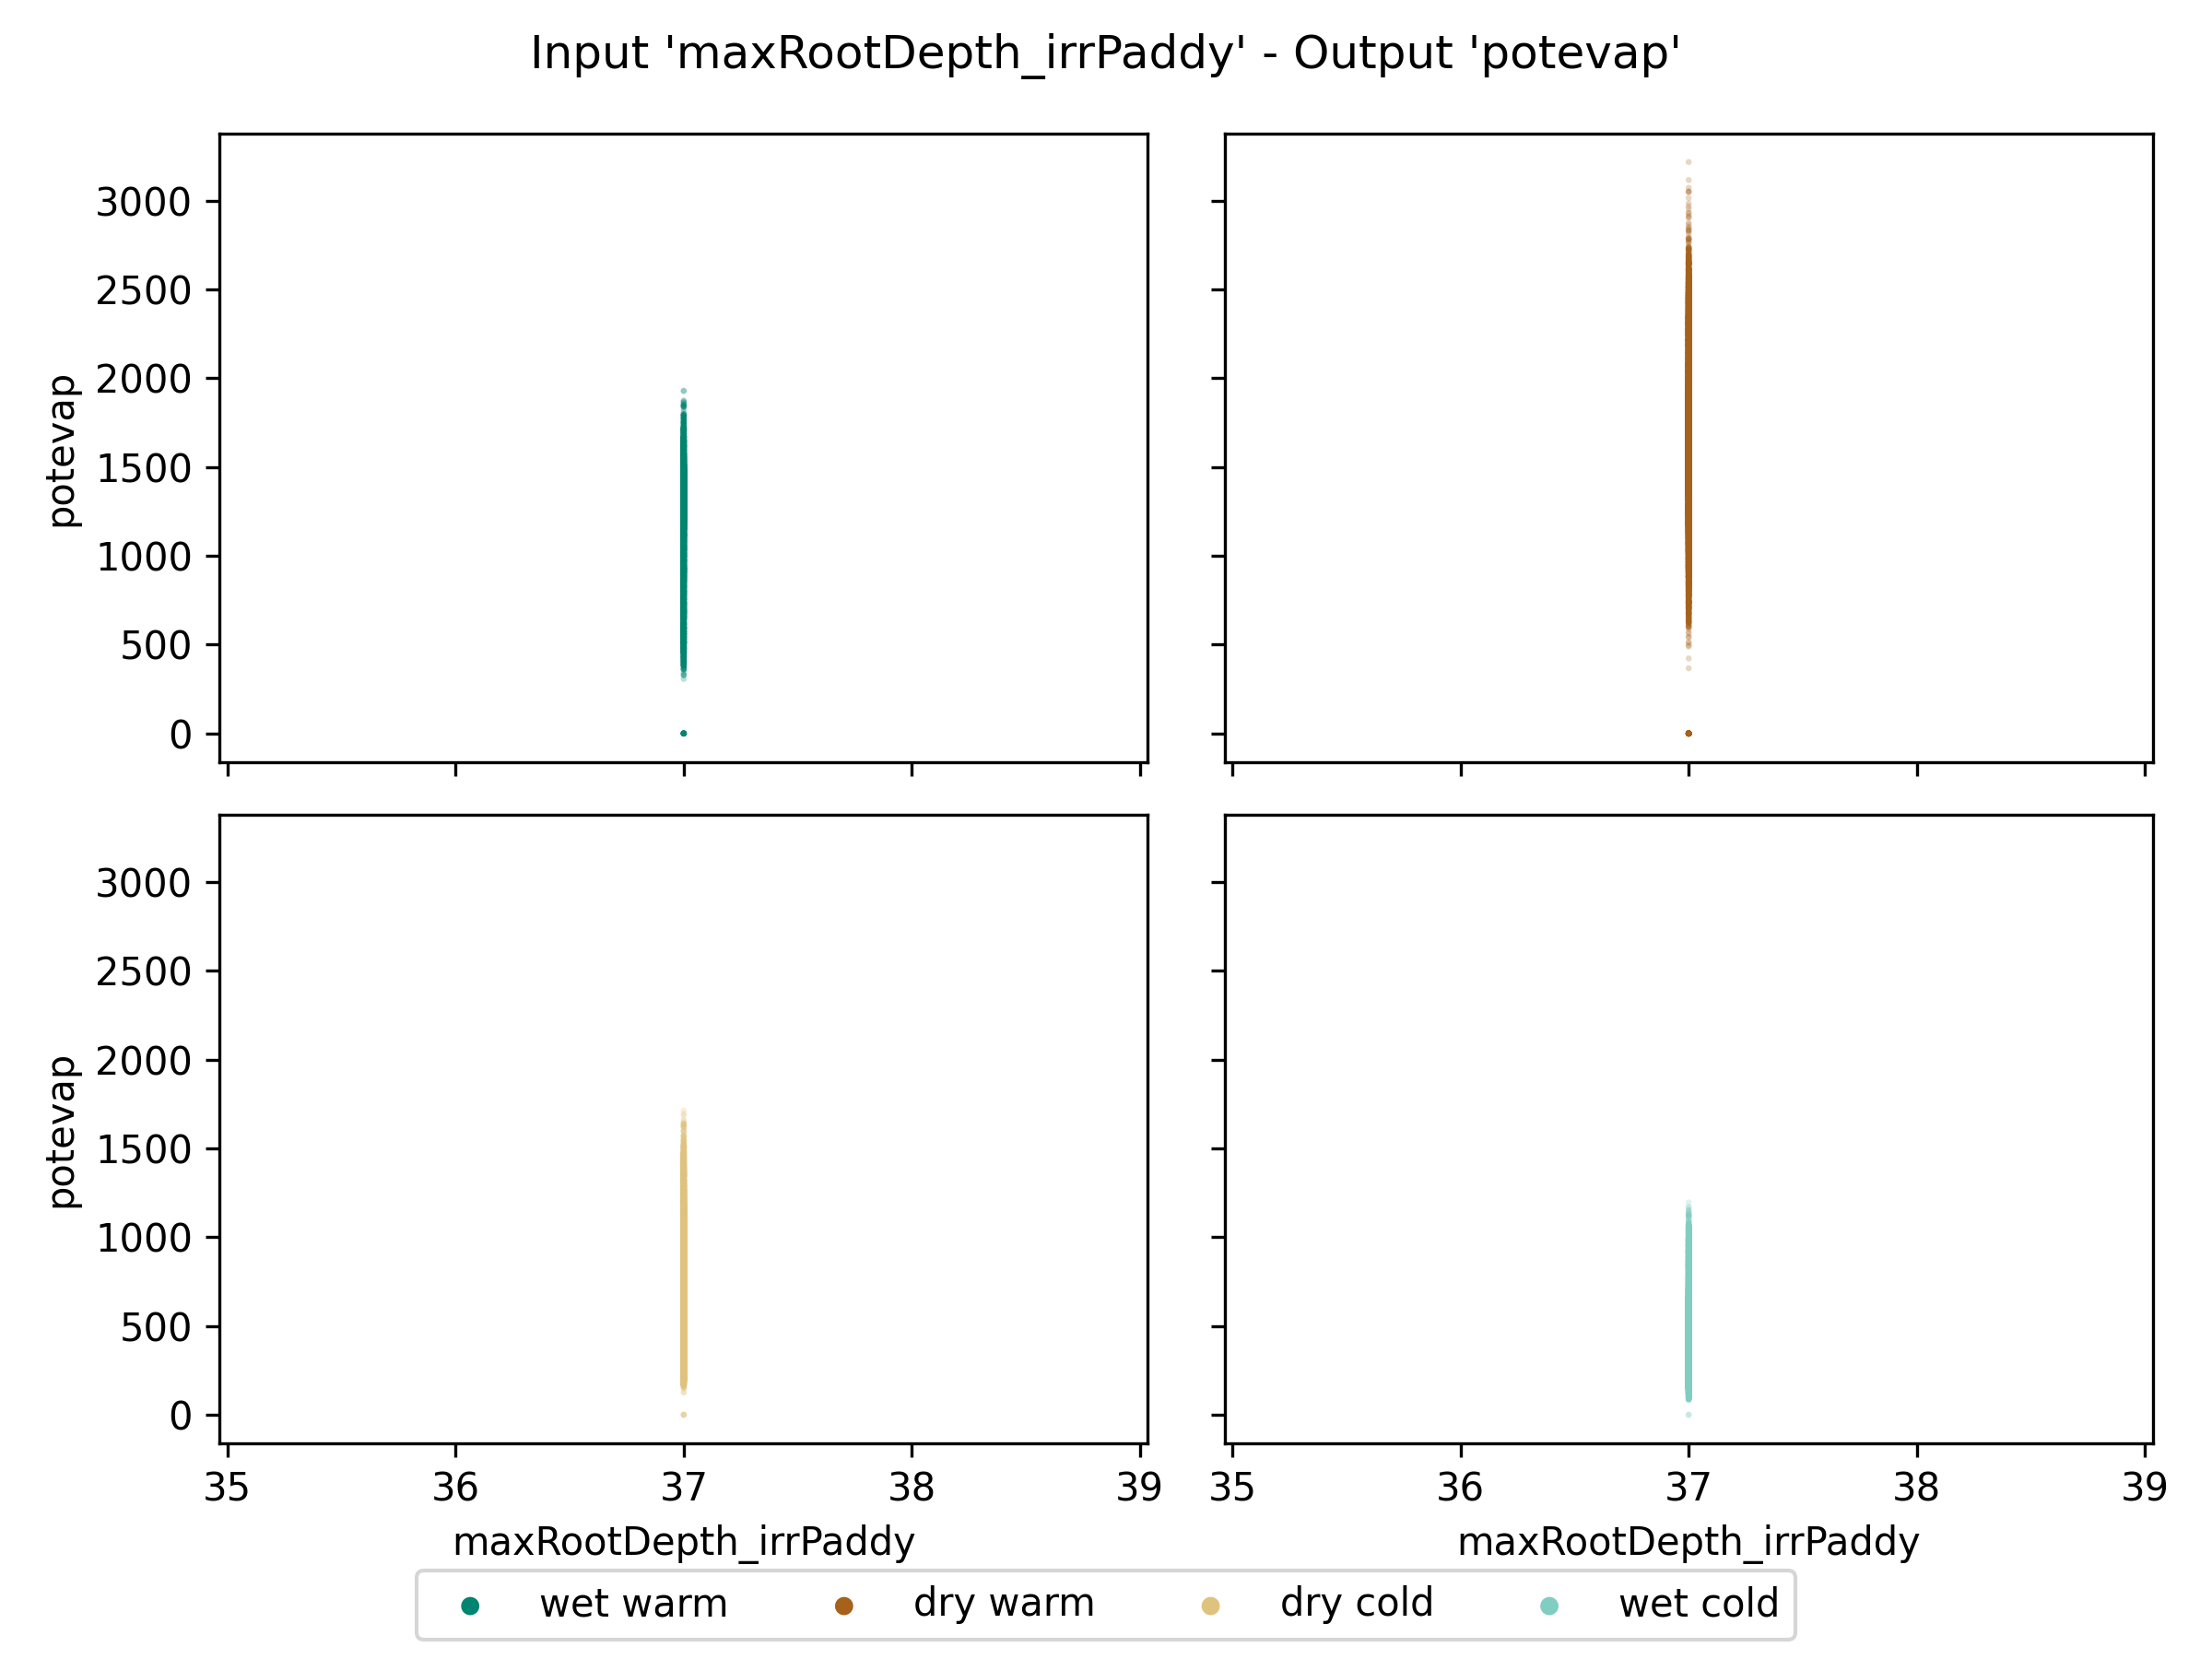 Input 'maxRootDepth_irrPaddy' - Output 'potevap'
3000
2500
2000
1500
1000
500
0
potevap
3000
2500
2000
1500
1000
500
0
potevap
35 36 37 38 39 35 36 37 38 39
maxRootDepth_irrPaddy maxRootDepth_irrPaddy
wet warm dry warm dry cold wet cold